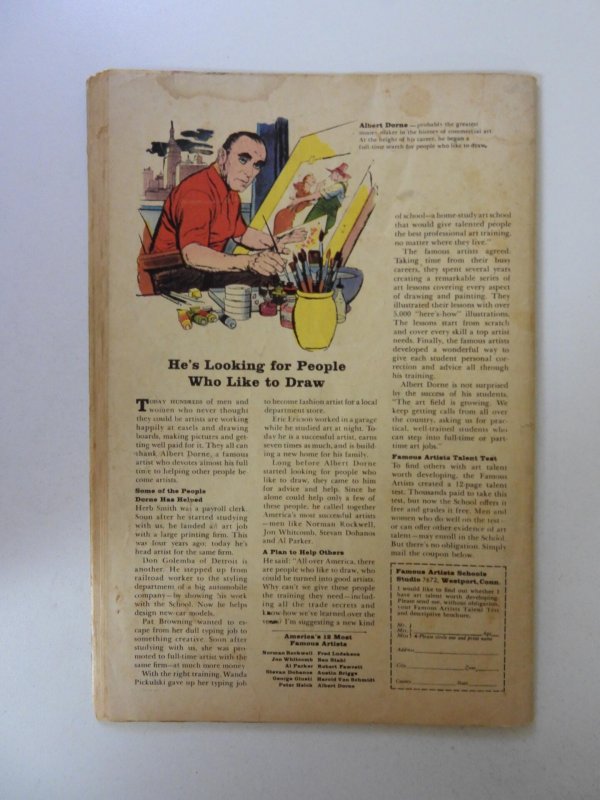 Albert Dorne — probably the greatest
money-maker in the history of commercial art.
At the height of his career, he began a
full-time search for people who like to draw.
He's Looking for People
Who Like to Draw
TODAY HUNDREDS of men and
women who never thought
they could be artists are working
happily at easels and drawing
boards, making pictures and get-
ting well paid for it. They all can
thank Albert Dorne, a famous
artist who devotes almost his full
time to helping other people be-
come artists.
Some of the People
Dorne Has Helped
Herb Smith was a payroll clerk.
Soon after he started studying
with us, he landed an art job
with a large printing firm. This
was four years ago: today he's
head artist for the same firm.
Don Golemba of Detroit is
another. He stepped up from
railroad worker to the styling
department of a big automobile
company—by showing his work
with the School. Now he helps
design new car models.
Pat Browning wanted to es-
cape from her dull typing job to
something creative. Soon after
studying with us, she was pro-
moted to full-time artist with the
same firm—at much more money.
With the right training, Wanda
Pickulski gave up her typing job
to become fashion artist for a local
department store.
Eric Ericson worked in a garage
while he studied art at night. To-
day he is a successful artist, earns
seven times as much, and is build-
ing a new home for his family.
Long before Albert Dorne
started looking for people who
like to draw, they came to him
for advice and help. Since he
alone could help only a few of
these people, he called together
America's most successful artists
—men like Norman Rockwell,
Jon Whitcomb, Stevan Dohanos
and Al Parker.
A Plan to Help Others
He said: "All over America, there
are people who like to draw, who
could be turned into good artists.
Why can't we give these people
the training they need—includ-
ing all the trade secrets and
know-how we've learned over the
years? I'm suggesting a new kind
America's 12 Most
Famous Artists
Norman Rockwell Fred Ludekens
Jon Whitcomb Ben Stahl
Al Parker Robert Fawcett
Stevan Dohanos Austin Briggs
George Giusti Harold Von Schmidt
Peter Helck Albert Dorne
of school—a home-study art school
that would give talented people
the best professional art training,
no matter where they live."
The famous artists agreed.
Taking time from their busy
careers, they spent several years
creating a remarkable series of
art lessons covering every aspect
of drawing and painting. They
illustrated their lessons with over
5,000 "here's-how" illustrations.
The lessons start from scratch
and cover every skill a top artist
needs. Finally, the famous artists
developed a wonderful way to
give each student personal cor-
rection and advice all through
his training.
Albert Dorne is not surprised
by the success of his students.
"The art field is growing. We
keep getting calls from all over
the country, asking us for prac-
tical, well-trained students who
can step into full-time or part-
time art jobs."
Famous Artists Talent Test
To find others with art talent
worth developing, the Famous
Artists created a 12-page talent
test. Thousands paid to take this
test, but now the School offers it
free and grades it free. Men and
women who do well on the test—
or can offer other evidence of art
talent—may enroll in the School.
But there's no obligation. Simply
mail the coupon below.
Famous Artists Schools
Studio 7672, Westport, Conn.
I would like to find out whether I
have art talent worth developing.
Please send me, without obligation,
your Famous Artists Talent Test
and descriptive brochure.
Mr.
Mrs. Age
Miss Please circle one and print name
Address
City Zone
County State